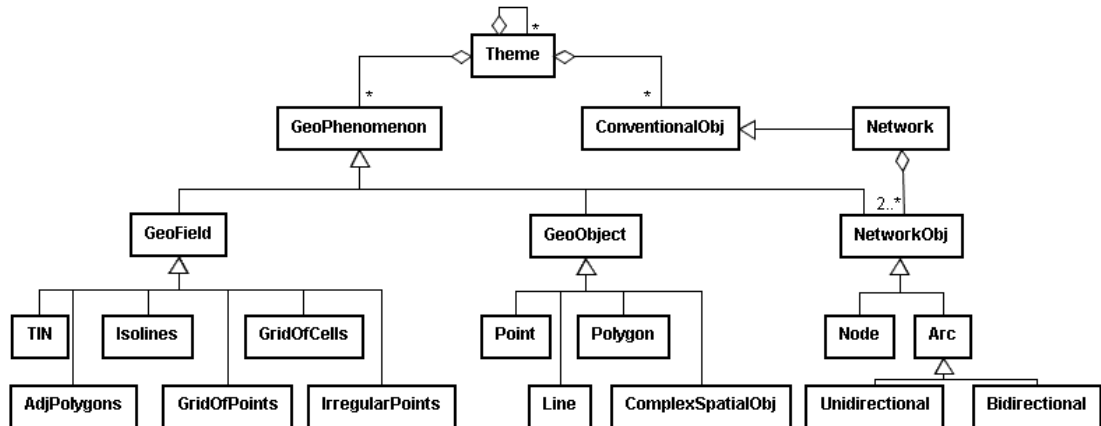 *
Theme
*
*
GeoPhenomenon
ConventionalObj
Network
2..*
GeoField
GeoObject
NetworkObj
TIN
Isolines
GridOfCells
Point
Polygon
Node
Arc
AdjPolygons
GridOfPoints
IrregularPoints
Line
ComplexSpatialObj
Unidirectional
Bidirectional